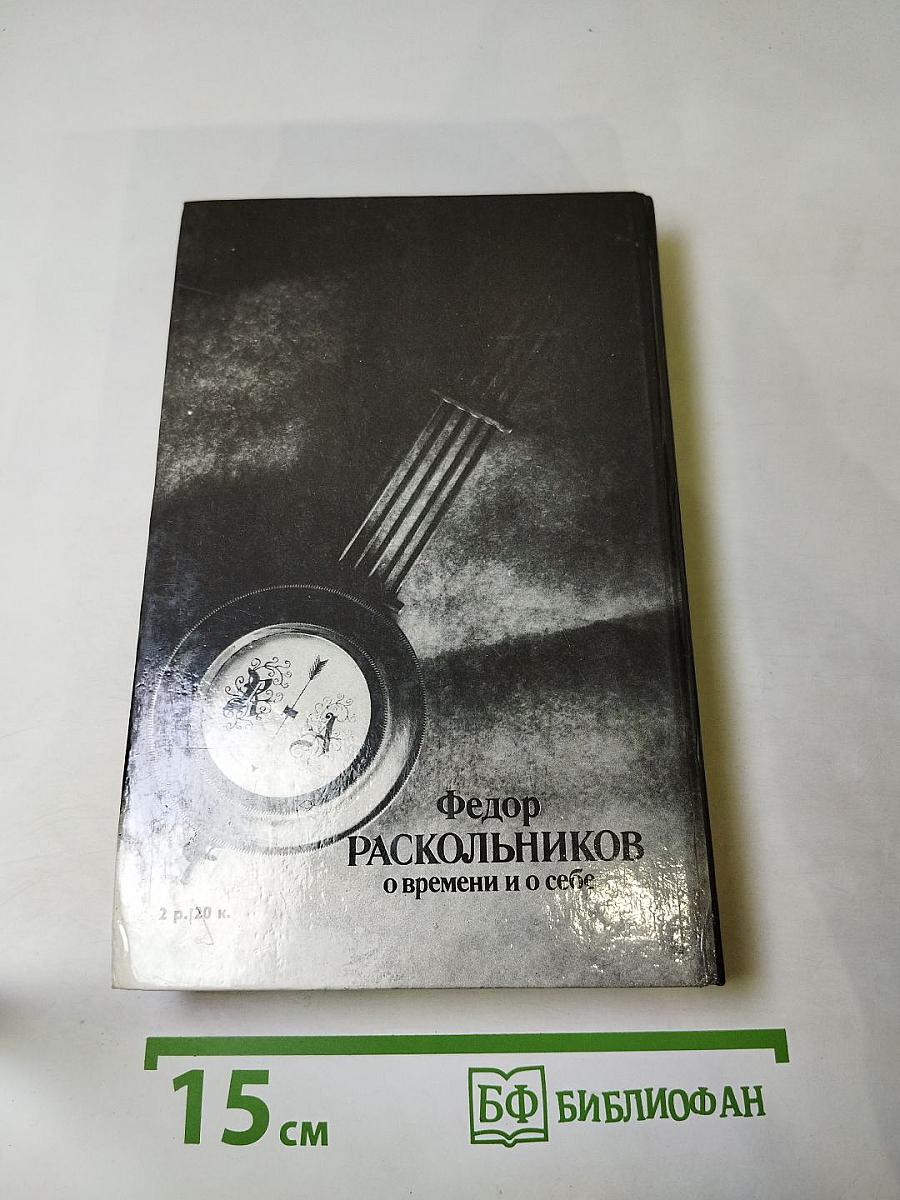 Федор
РАСКОЛЬНИКОВ
о времени и о себе
2 р. 20 к.
15 см
БФ БИБЛИОФАН